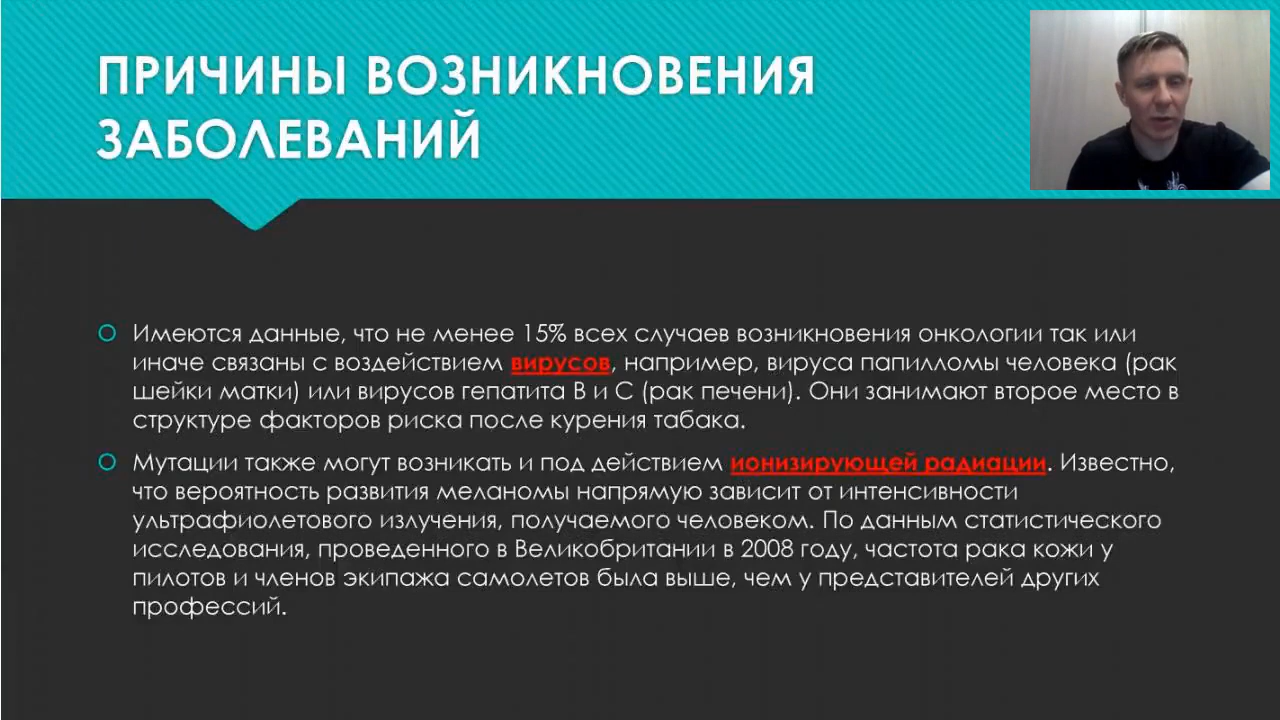 ПРИЧИНЫ ВОЗНИКНОВЕНИЯ
ЗАБОЛЕВАНИЙ
Имеются данные, что не менее 15% всех случаев возникновения онкологии так или
иначе связаны с воздействием вирусов, например, вируса папилломы человека (рак
шейки матки) или вирусов гепатита В и С (рак печени). Они занимают второе место в
структуре факторов риска после курения табака.
Мутации также могут возникать и под действием ионизирующей радиации. Известно,
что вероятность развития меланомы напрямую зависит от интенсивности
ультрафиолетового излучения, получаемого человеком. По данным статистического
исследования, проведенного в Великобритании в 2008 году, частота рака кожи у
пилотов и членов экипажа самолетов была выше, чем у представителей других
профессий.